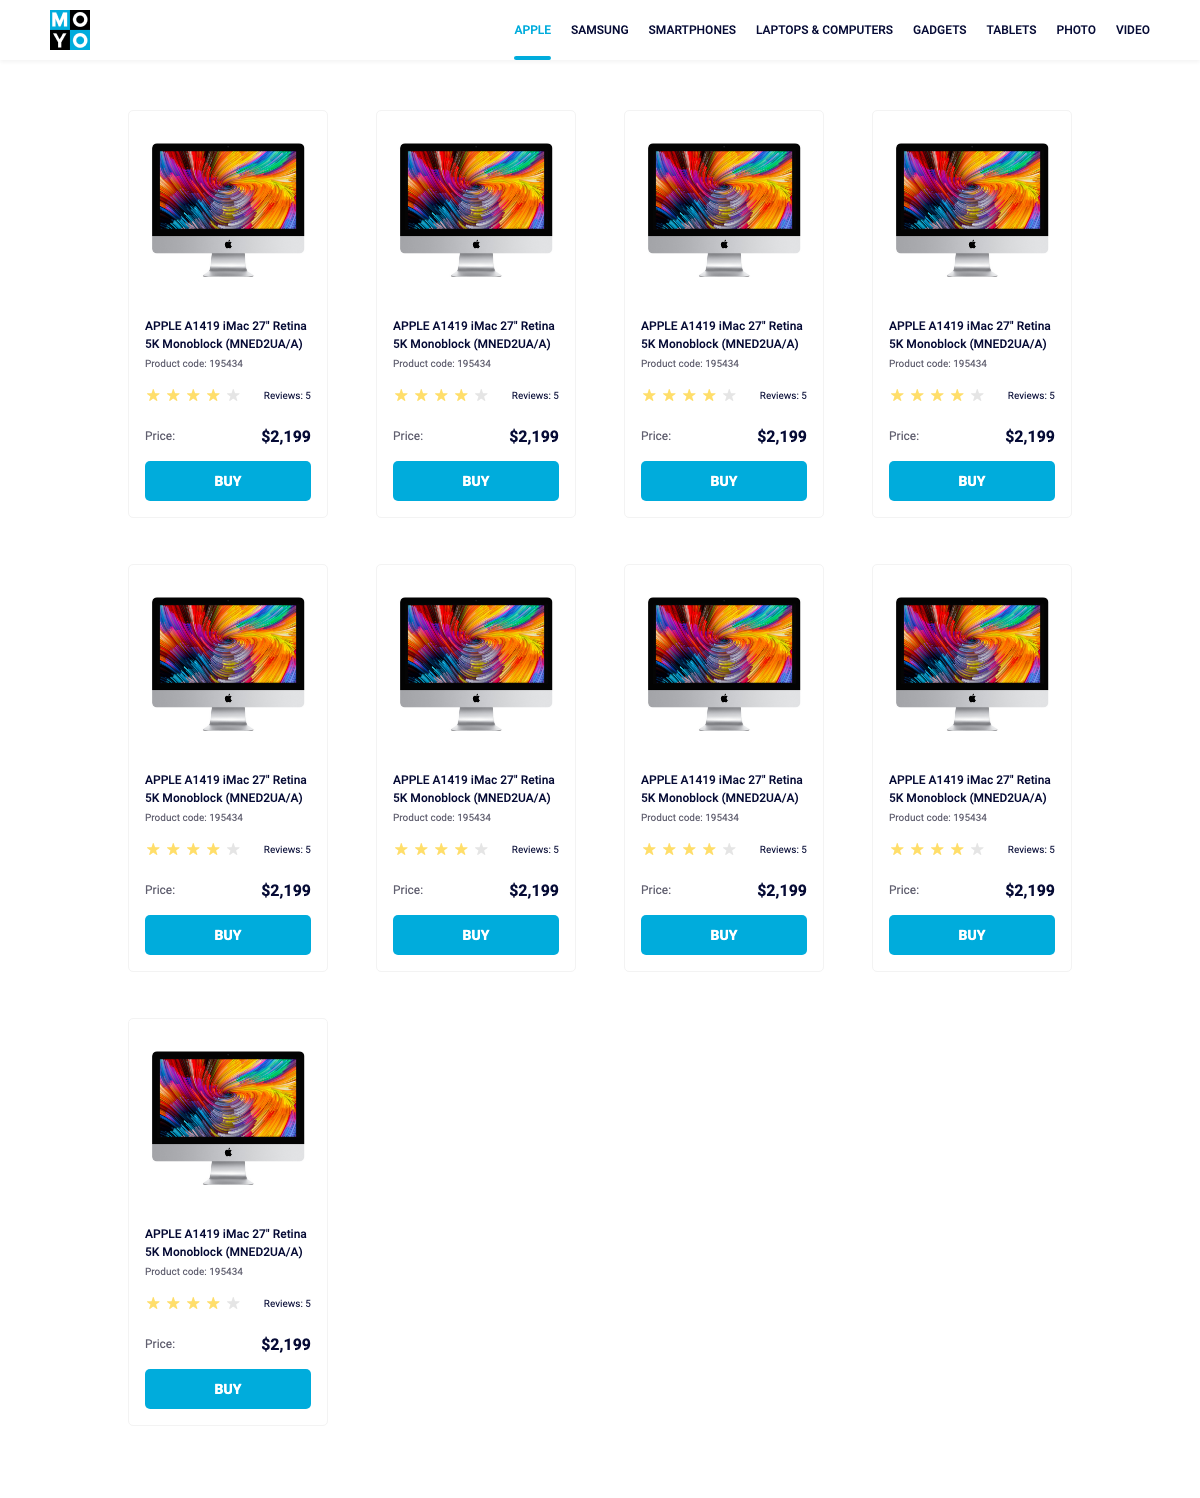 MO
YO
APPLE SAMSUNG SMARTPHONES LAPTOPS & COMPUTERS GADGETS TABLETS PHOTO VIDEO
APPLE A1419 iMac 27" Retina
5K Monoblock (MNED2UA/A)
Product code: 195434
Reviews: 5
Price: $2,199
BUY
APPLE A1419 iMac 27" Retina
5K Monoblock (MNED2UA/A)
Product code: 195434
Reviews: 5
Price: $2,199
BUY
APPLE A1419 iMac 27" Retina
5K Monoblock (MNED2UA/A)
Product code: 195434
Reviews: 5
Price: $2,199
BUY
APPLE A1419 iMac 27" Retina
5K Monoblock (MNED2UA/A)
Product code: 195434
Reviews: 5
Price: $2,199
BUY
APPLE A1419 iMac 27" Retina
5K Monoblock (MNED2UA/A)
Product code: 195434
Reviews: 5
Price: $2,199
BUY
APPLE A1419 iMac 27" Retina
5K Monoblock (MNED2UA/A)
Product code: 195434
Reviews: 5
Price: $2,199
BUY
APPLE A1419 iMac 27" Retina
5K Monoblock (MNED2UA/A)
Product code: 195434
Reviews: 5
Price: $2,199
BUY
APPLE A1419 iMac 27" Retina
5K Monoblock (MNED2UA/A)
Product code: 195434
Reviews: 5
Price: $2,199
BUY
APPLE A1419 iMac 27" Retina
5K Monoblock (MNED2UA/A)
Product code: 195434
Reviews: 5
Price: $2,199
BUY